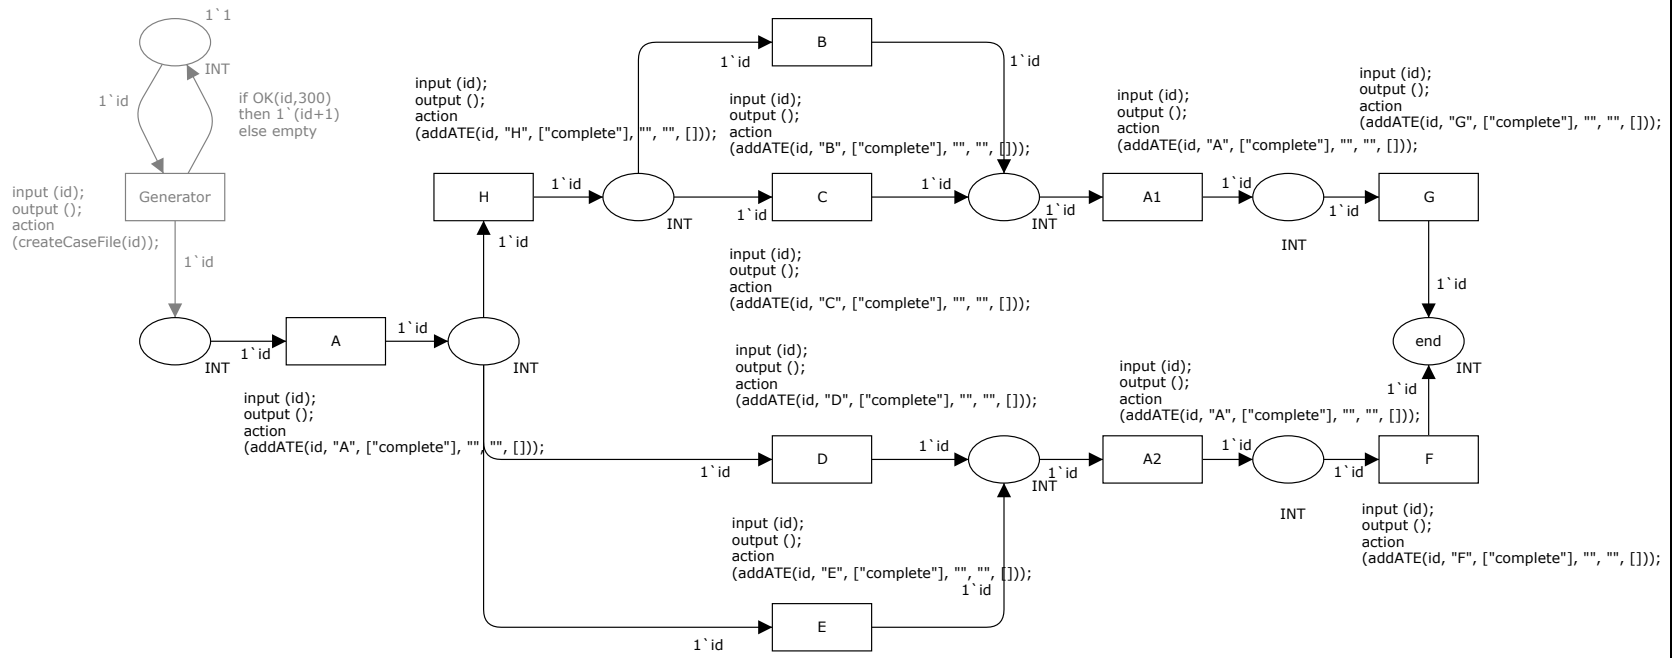 1`1
INT
1`id
if OK(id,300)
then 1`(id+1)
else empty
Generator
input (id);
output ();
action
(createCaseFile(id));
1`id
INT
1`id
A
input (id);
output ();
action
(addATE(id, "A", ["complete"], "", "", []));
1`id
INT
1`id
input (id);
output ();
action
(addATE(id, "H", ["complete"], "", "", []));
H
1`id
INT
1`id
B
1`id
input (id);
output ();
action
(addATE(id, "B", ["complete"], "", "", []));
1`id
C
1`id
input (id);
output ();
action
(addATE(id, "C", ["complete"], "", "", []));
INT
1`id
input (id);
output ();
action
(addATE(id, "A", ["complete"], "", "", []));
A1
1`id
INT
1`id
input (id);
output ();
action
(addATE(id, "G", ["complete"], "", "", []));
G
1`id
end
INT
1`id
input (id);
output ();
action
(addATE(id, "D", ["complete"], "", "", []));
1`id
D
1`id
INT
1`id
input (id);
output ();
action
(addATE(id, "A", ["complete"], "", "", []));
A2
1`id
INT
1`id
F
input (id);
output ();
action
(addATE(id, "F", ["complete"], "", "", []));
input (id);
output ();
action
(addATE(id, "E", ["complete"], "", "", []));
1`id
1`id
E